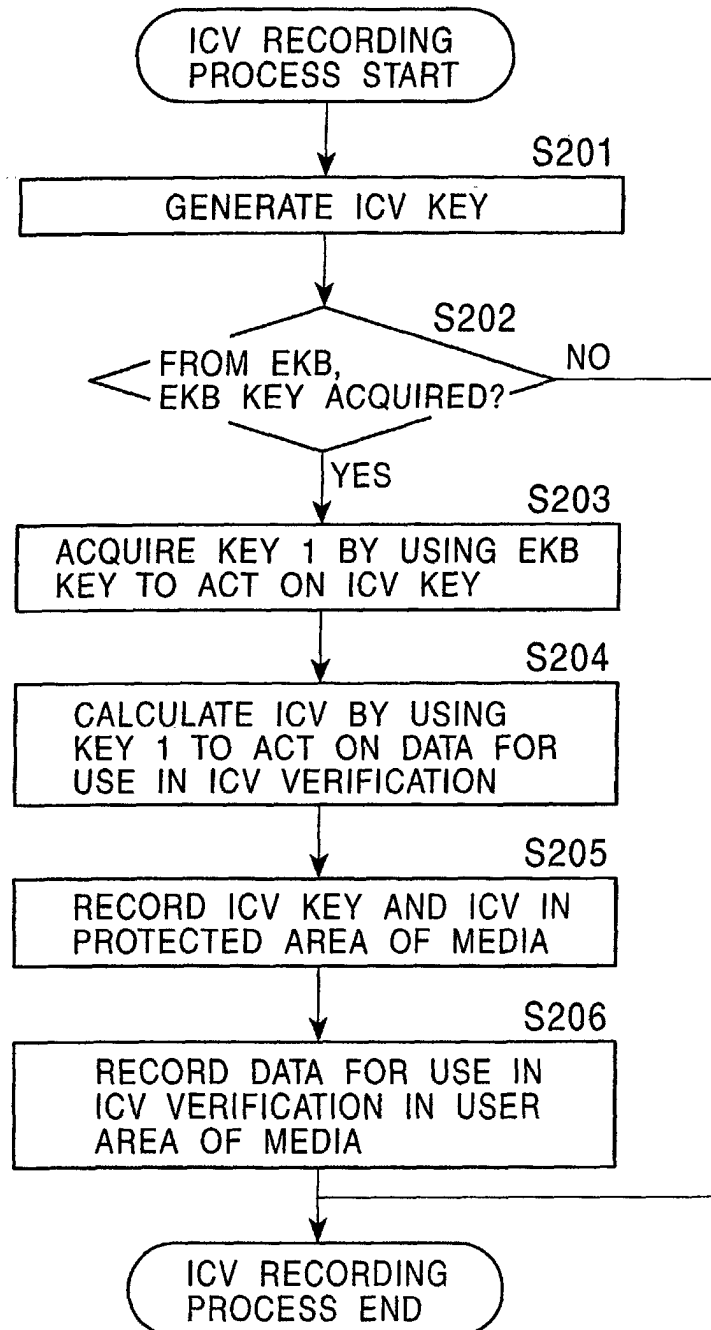 ICV RECORDING
PROCESS START
S201
GENERATE ICV KEY
S202
FROM EKB,
EKB KEY ACQUIRED?
NO
YES
S203
ACQUIRE KEY 1 BY USING EKB
KEY TO ACT ON ICV KEY
S204
CALCULATE ICV BY USING
KEY 1 TO ACT ON DATA FOR
USE IN ICV VERIFICATION
S205
RECORD ICV KEY AND ICV IN
PROTECTED AREA OF MEDIA
S206
RECORD DATA FOR USE IN
ICV VERIFICATION IN USER
AREA OF MEDIA
ICV RECORDING
PROCESS END